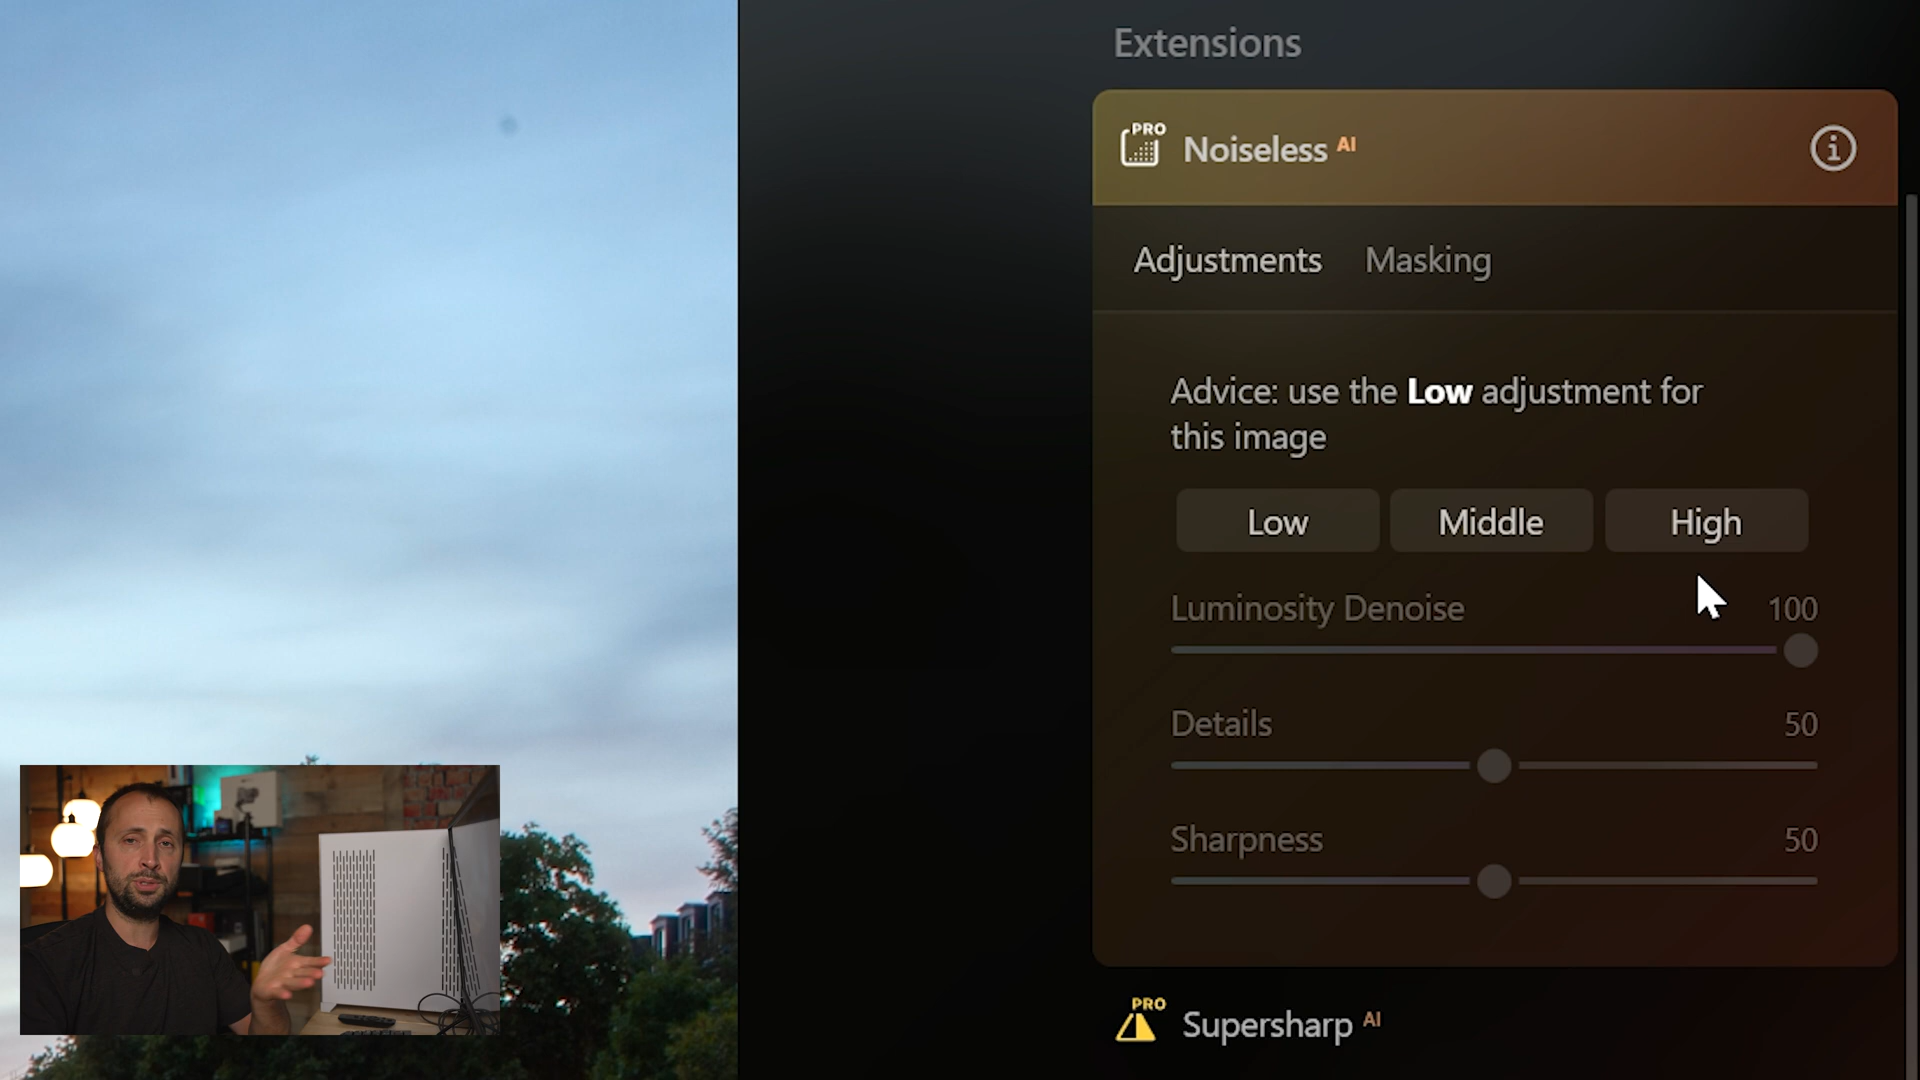 Extensions
PRO
Noiseless AI
Adjustments Masking
Advice: use the Low adjustment for
this image
Low Middle High
Luminosity Denoise 100
Details 50
Sharpness 50
PRO
Supersharp AI